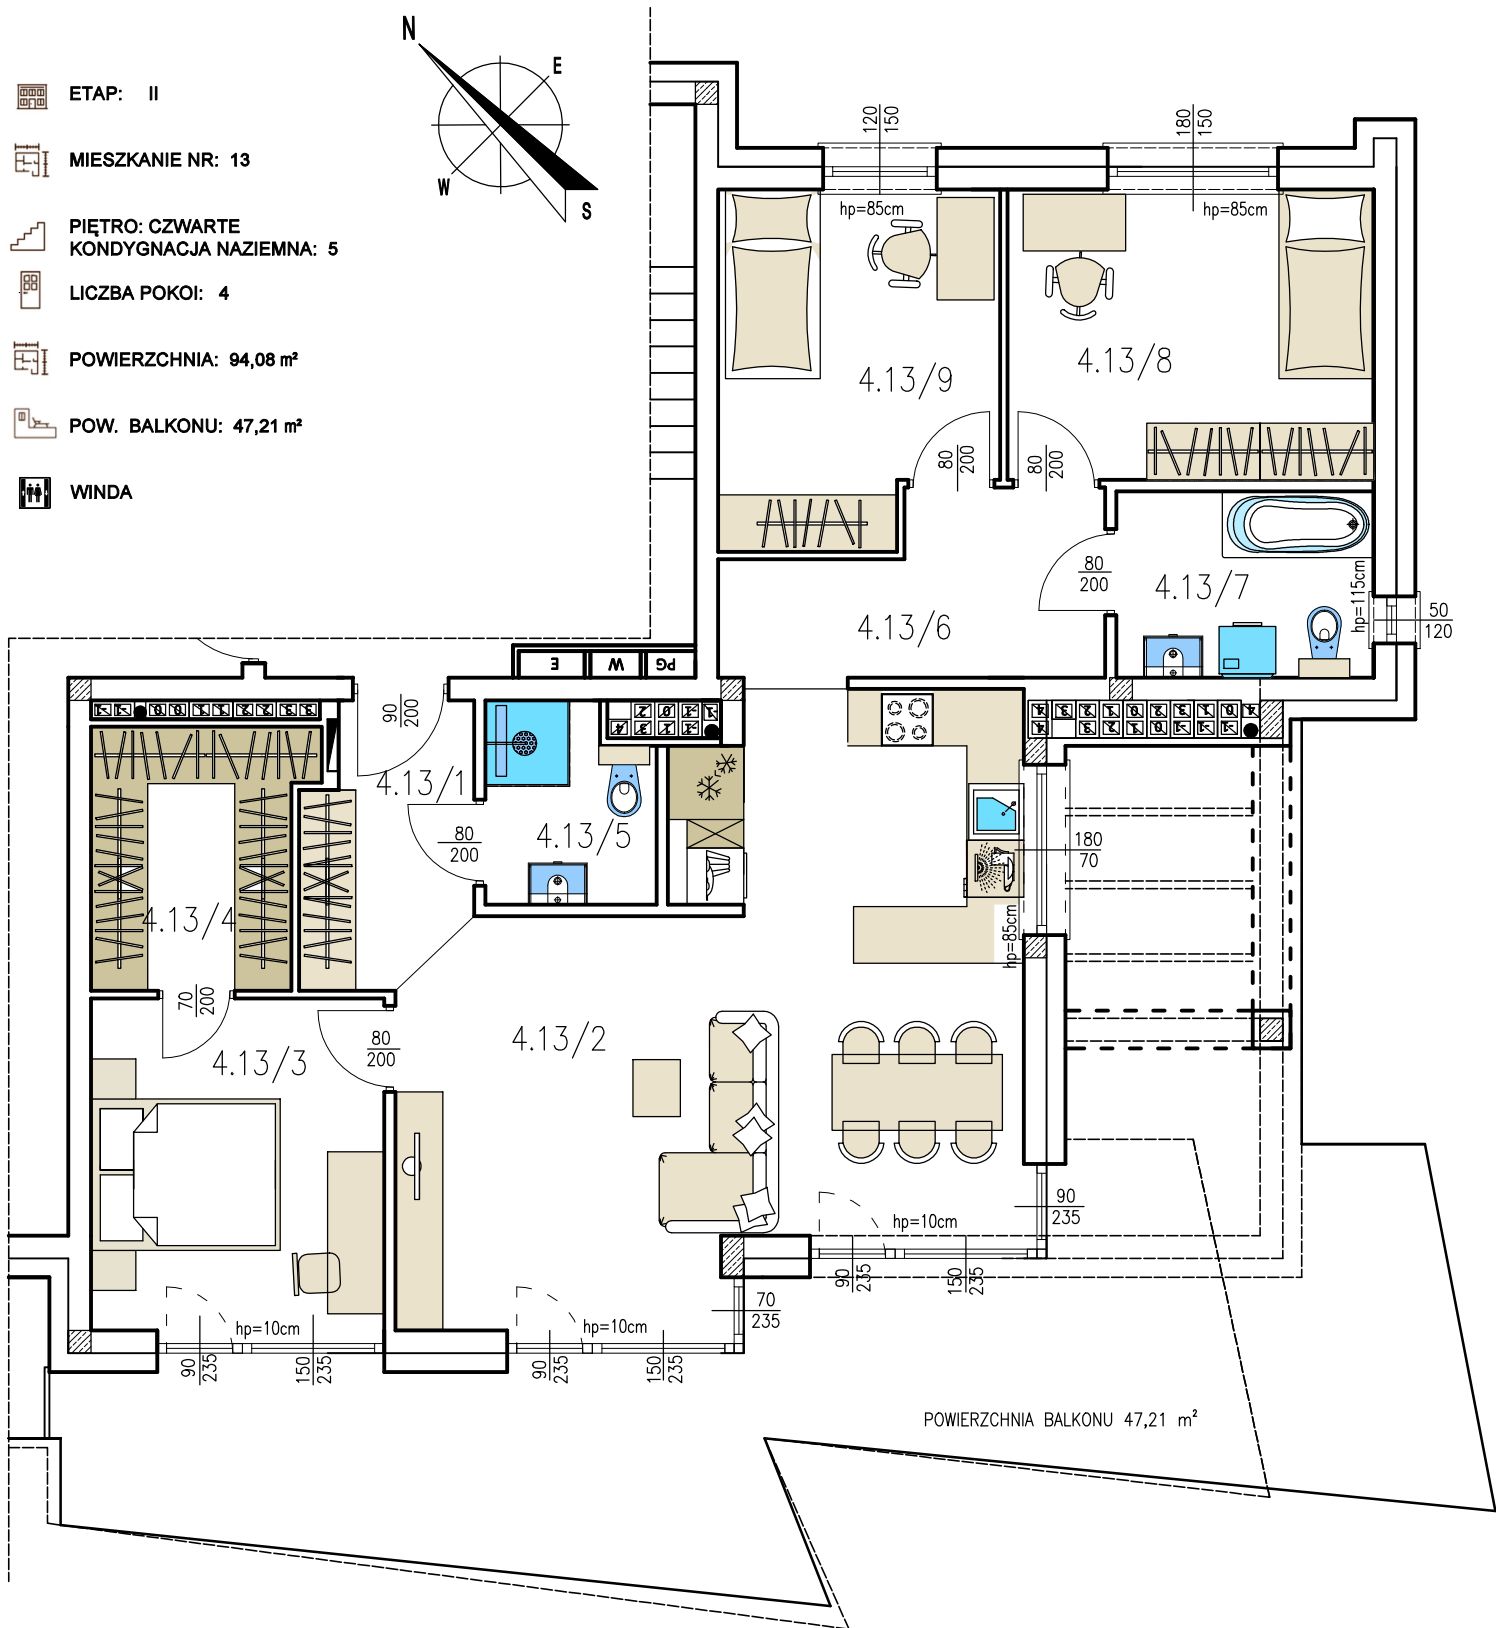 N
E
W
S
ETAP: II
MIESZKANIE NR: 13
PIĘTRO: CZWARTE
KONDYGNACJA NAZIEMNA: 5
LICZBA POKOI: 4
POWIERZCHNIA: 94,08 m²
POW. BALKONU: 47,21 m²
WINDA
120
150
180
150
hp=85cm
hp=85cm
4.13/9
4.13/8
80
200
80
200
80
200
4.13/7
hp=115cm
50
120
4.13/6
E
W
PG
90
200
4.13/1
80
200
4.13/5
180
70
hp=85cm
4.13/4
70
200
80
200
4.13/3
4.13/2
90
235
hp=10cm
90
235
150
235
70
235
hp=10cm
90
235
150
235
hp=10cm
90
235
150
235
POWIERZCHNIA BALKONU 47,21 m²